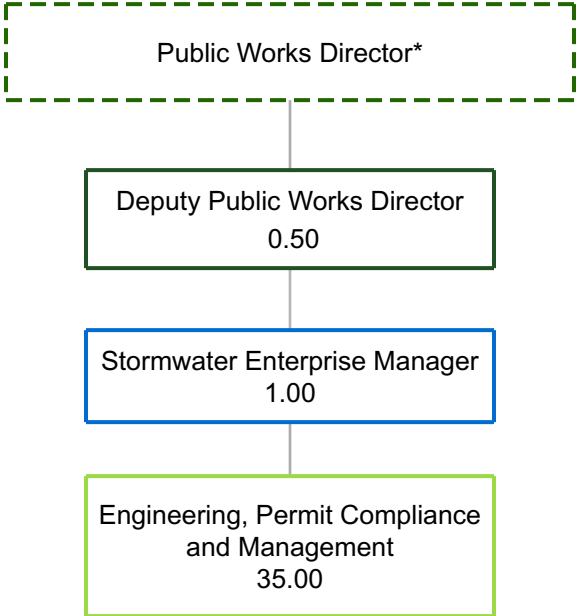 Public Works Director*
Deputy Public Works Director
0.50
Stormwater Enterprise Manager
1.00
Engineering, Permit Compliance
and Management
35.00